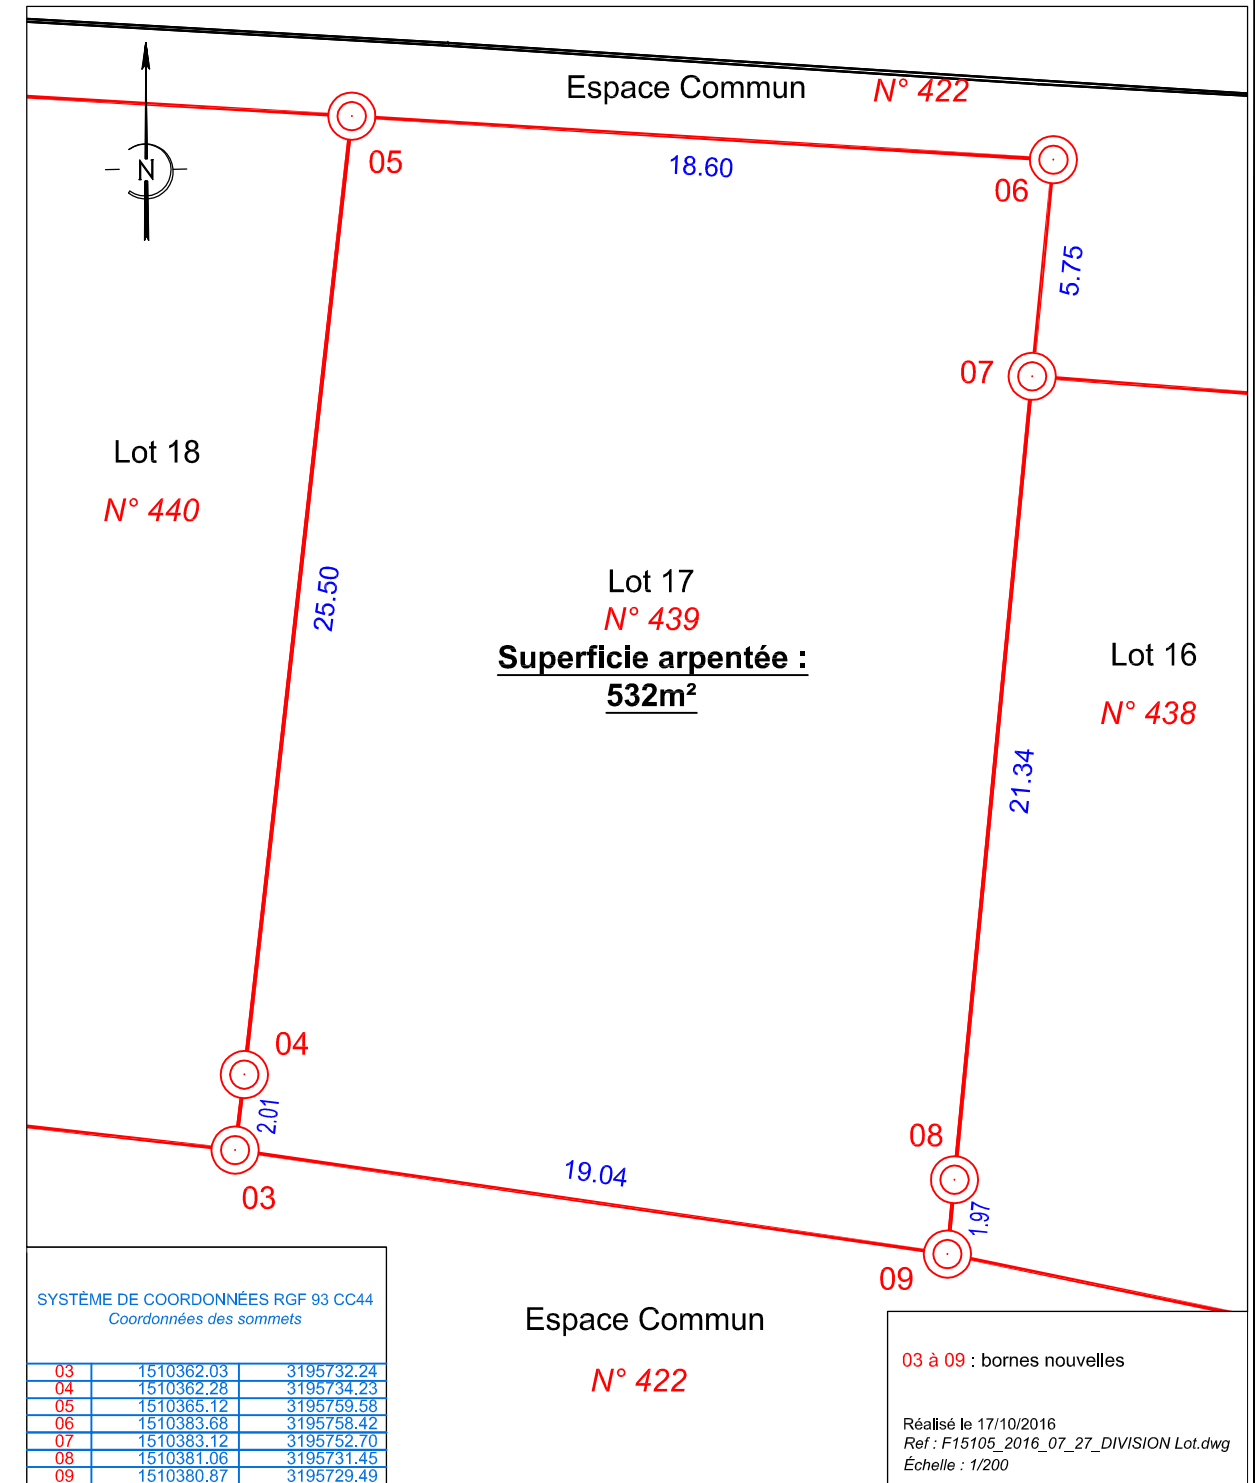 Espace Commun N° 422
N
05
18.60
06
5.75
07
Lot 18
N° 440
25.50
Lot 17
N° 439
Superficie arpentée :
532m²
Lot 16
N° 438
21.34
04
2.01
03
19.04
08
1.97
09
Espace Commun
N° 422
SYSTÈME DE COORDONNÉES RGF 93 CC44
Coordonnées des sommets
03 1510362.03 3195732.24
04 1510362.28 3195734.23
05 1510365.12 3195759.58
06 1510383.68 3195758.42
07 1510383.12 3195752.70
08 1510381.06 3195731.45
09 1510380.87 3195729.49
03 à 09 : bornes nouvelles
Réalisé le 17/10/2016
Ref : F15105_2016_07_27_DIVISION Lot.dwg
Échelle : 1/200